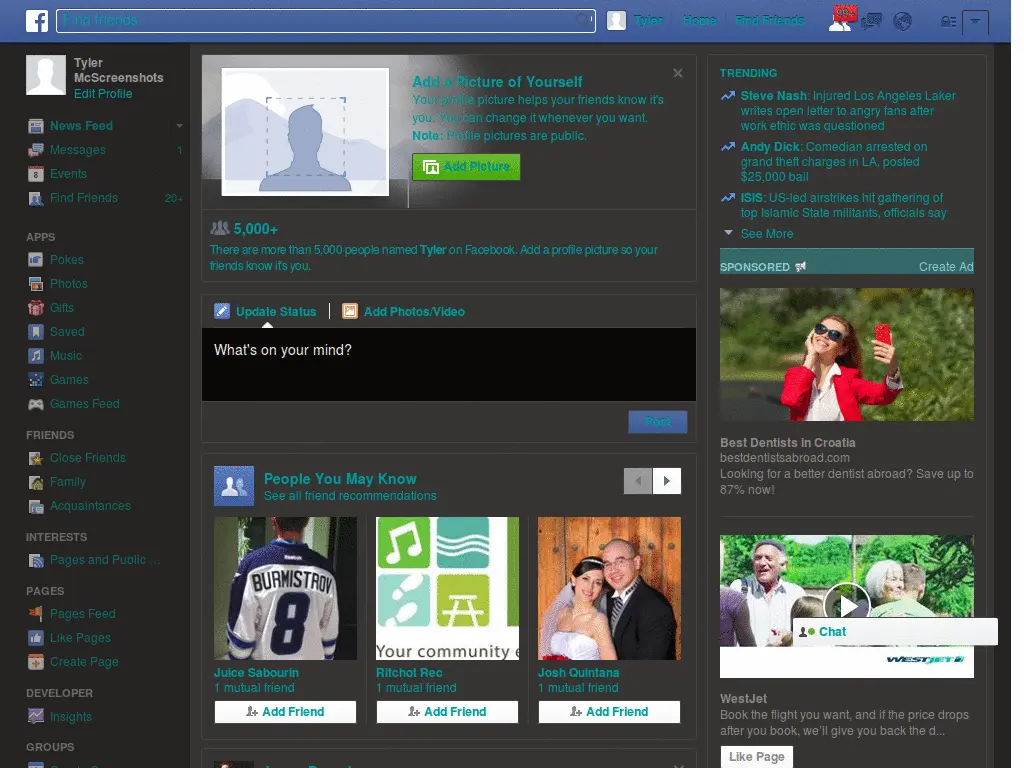 Find friends
Tyler
Home
Find Friends
99+
Tyler
McScreenshots
Edit Profile
News Feed
Messages 1
Events
Find Friends 20+
APPS
Pokes
Photos
Gifts
Saved
Music
Games
Games Feed
FRIENDS
Close Friends
Family
Acquaintances
INTERESTS
Pages and Public ...
PAGES
Pages Feed
Like Pages
Create Page
DEVELOPER
Insights
GROUPS
Add a Picture of Yourself
Your profile picture helps your friends know it's
you. You can change it whenever you want.
Note: Profile pictures are public.
Add Picture
5,000+
There are more than 5,000 people named Tyler on Facebook. Add a profile picture so your
friends know it's you.
Update Status
Add Photos/Video
What's on your mind?
Post
People You May Know
See all friend recommendations
Reebok
BURMISTROV
8
Your community
Juice Sabourin
1 mutual friend
Add Friend
Ritchot Rec
1 mutual friend
Add Friend
Josh Quintana
1 mutual friend
Add Friend
TRENDING
Steve Nash: Injured Los Angeles Laker
writes open letter to angry fans after
work ethic was questioned
Andy Dick: Comedian arrested on
grand theft charges in LA, posted
$25,000 bail
ISIS: US-led airstrikes hit gathering of
top Islamic State militants, officials say
See More
SPONSORED
Create Ad
Best Dentists in Croatia
bestdentistsabroad.com
Looking for a better dentist abroad? Save up to
87% now!
Chat
WESTJET
WestJet
Book the flight you want, and if the price drops
after you book, we'll give you back the d...
Like Page